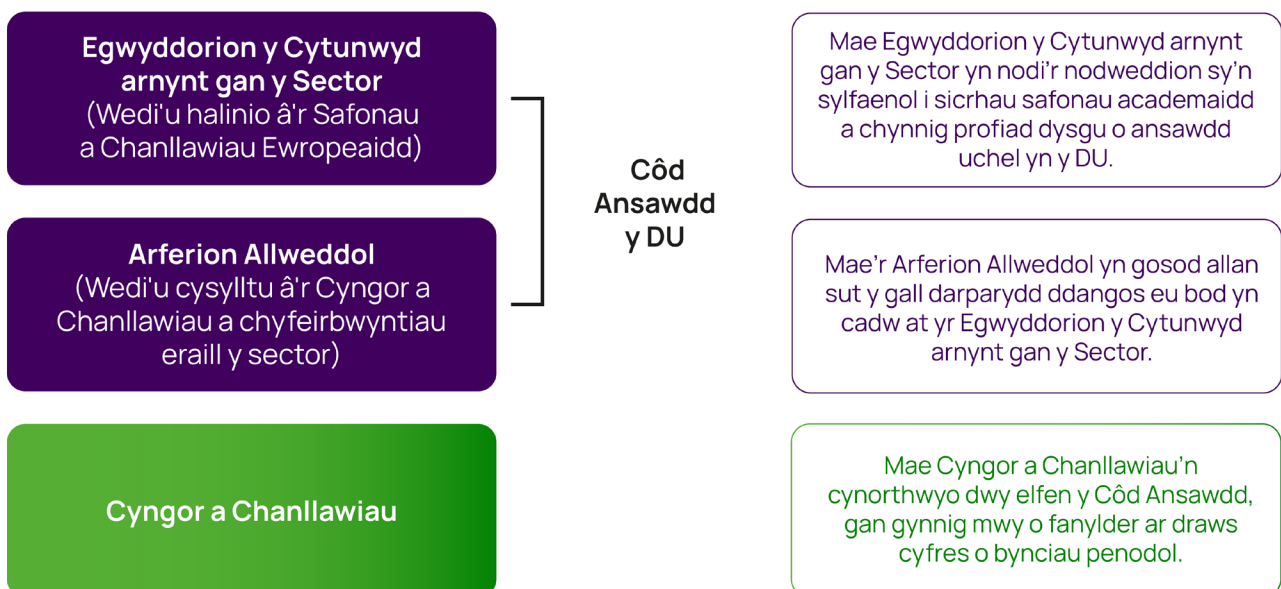 Egwyddorion y Cytunwyd
arnynt gan y Sector
(Wedi'u halinio â'r Safonau
a Chanllawiau Ewropeaidd)
Mae Egwyddorion y Cytunwyd arnynt
gan y Sector yn nodi'r nodweddion sy'n
sylfaenol i sicrhau safonau academaidd
a chynnig profiad dysgu o ansawdd
uchel yn y DU.
Côd
Ansawdd
y DU
Arferion Allweddol
(Wedi'u cysylltu â'r Cyngor a
Chanllawiau a chyfeirbwyntiau
eraill y sector)
Mae'r Arferion Allweddol yn gosod allan
sut y gall darparydd ddangos eu bod yn
cadw at yr Egwyddorion y Cytunwyd
arnynt gan y Sector.
Cyngor a Chanllawiau
Mae Cyngor a Chanllawiau'n
cynorthwyo dwy elfen y Côd Ansawdd,
gan gynnig mwy o fanylder ar draws
cyfres o bynciau penodol.